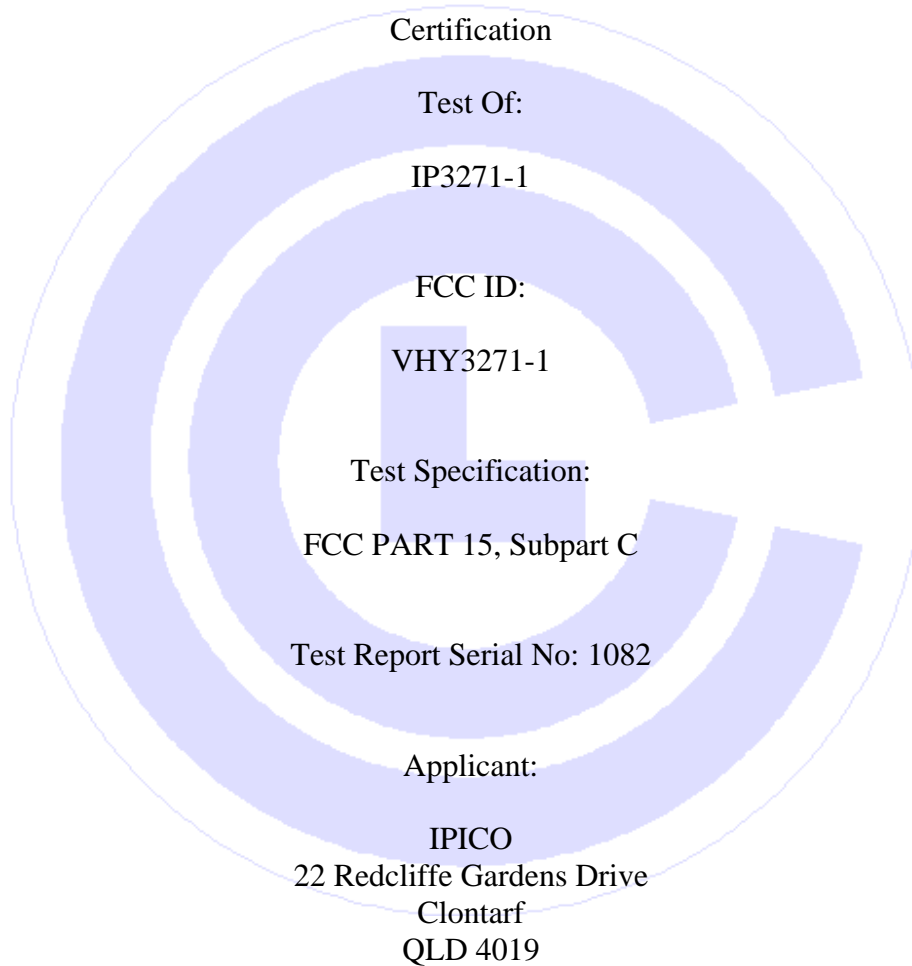 Certification
Test Of:
IP3271-1
FCC ID:
VHY3271-1
Test Specification:
FCC PART 15, Subpart C
Test Report Serial No: 1082
Applicant:
IPICO
22 Redcliffe Gardens Drive
Clontarf
QLD 4019